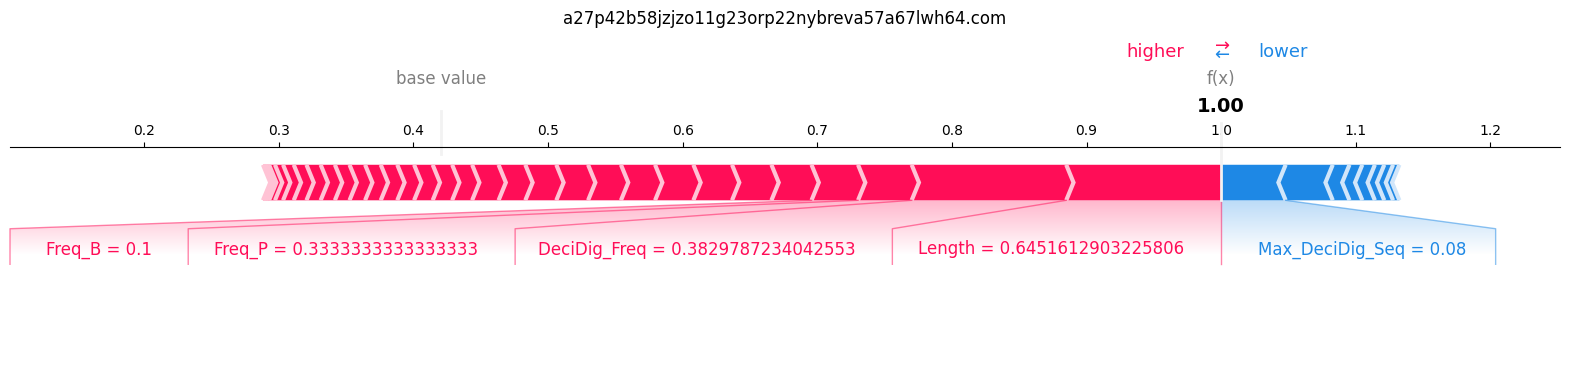 a27p42b58jzjzo11g23orp22nybreva57a67lwh64.com
higher ⇄ lower
base value f(x)
1.00
0.2 0.3 0.4 0.5 0.6 0.7 0.8 0.9 1.0 1.1 1.2
Freq_B = 0.1 Freq_P = 0.3333333333333333 DeciDig_Freq = 0.3829787234042553 Length = 0.6451612903225806 Max_DeciDig_Seq = 0.08